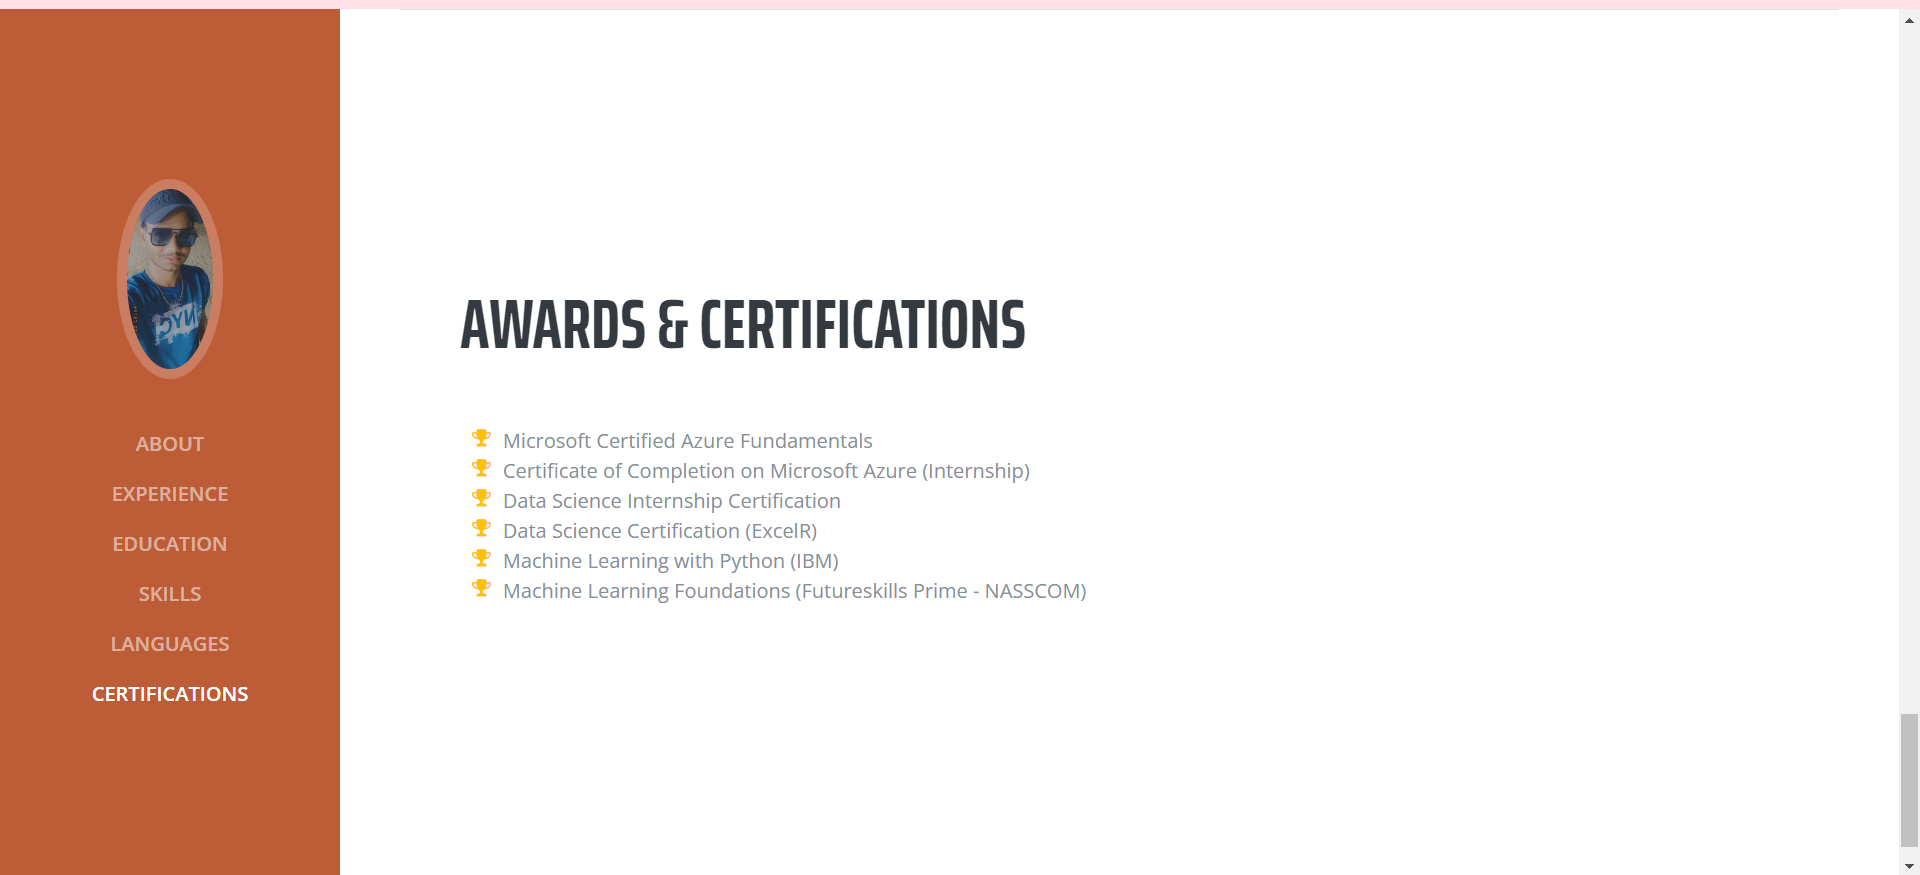 ABOUT
EXPERIENCE
EDUCATION
SKILLS
LANGUAGES
CERTIFICATIONS
AWARDS & CERTIFICATIONS
Microsoft Certified Azure Fundamentals
Certificate of Completion on Microsoft Azure (Internship)
Data Science Internship Certification
Data Science Certification (ExcelR)
Machine Learning with Python (IBM)
Machine Learning Foundations (Futureskills Prime - NASSCOM)